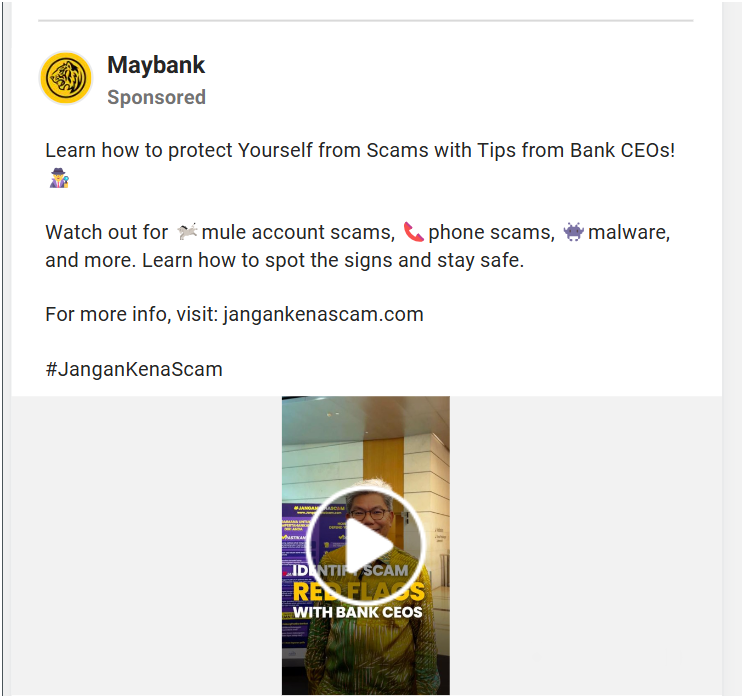 Maybank
Sponsored
Learn how to protect Yourself from Scams with Tips from Bank CEOs!
Watch out for mule account scams, phone scams, malware,
and more. Learn how to spot the signs and stay safe.
For more info, visit: jangankenascam.com
#JanganKenaScam
#JANGANKENASCAM
IDENTIFY SCAM
RED FLAGS
WITH BANK CEOS